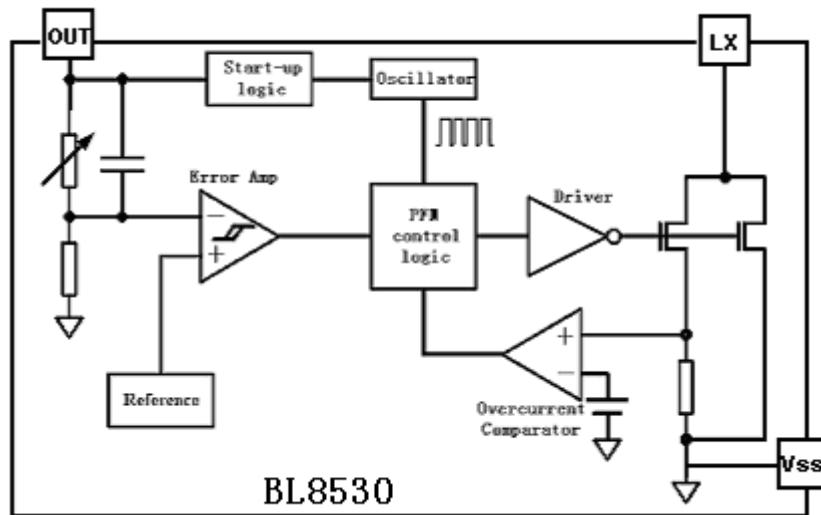 OUT
LX
Start-up
logic
Oscillator
Error Amp
Driver
PFM
control
logic
Reference
Overcurrent
Comparator
Vss
BL8530